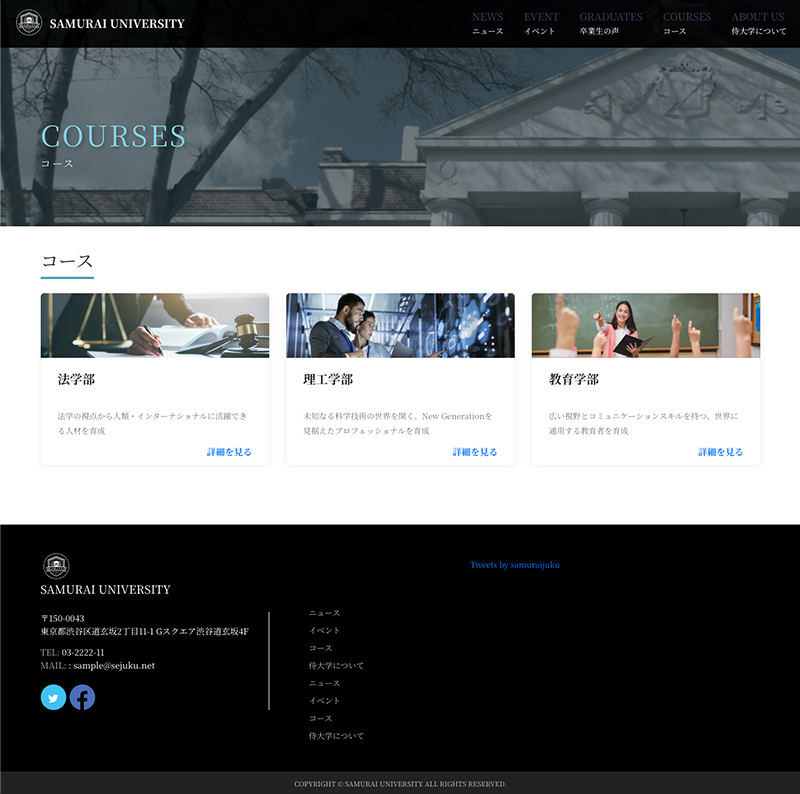 SAMURAI UNIVERSITY
NEWS
ニュース
EVENT
イベント
GRADUATES
卒業生の声
COURSES
コース
ABOUT US
侍大学について
COURSES
コース
コース
法学部
法学の視点から人類・インターナショナルに活躍でき
る人材を育成
詳細を見る
理工学部
未知なる科学技術の世界を開く、New Generationを
見据えたプロフェッショナルを育成
詳細を見る
教育学部
広い視野とコミュニケーションスキルを持つ、世界に
通用する教育者を育成
詳細を見る
SAMURAI UNIVERSITY
〒150-0043
東京都渋谷区道玄坂2丁目11-1 Gスクエア渋谷道玄坂4F
TEL: 03-2222-11
MAIL: : sample@sejuku.net
ニュース
イベント
コース
侍大学について
ニュース
イベント
コース
侍大学について
Tweets by samuraijuku
COPYRIGHT © SAMURAI UNIVERSITY ALL RIGHTS RESERVED.